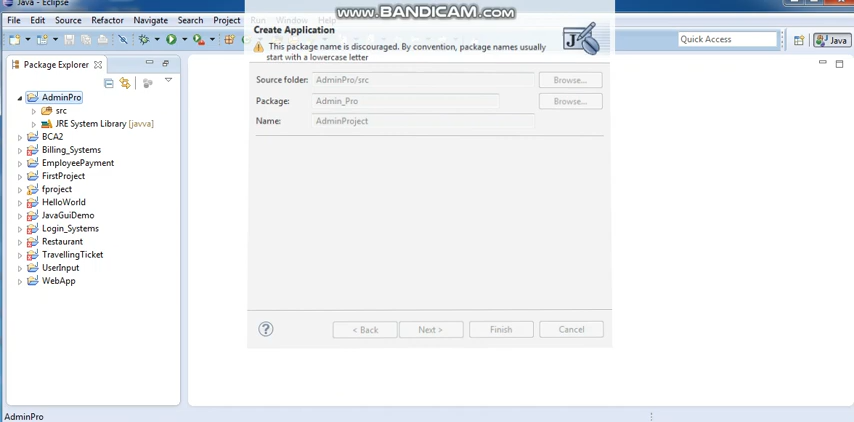 Java - Eclipse
www.BANDICAM.com
File Edit Source Refactor Navigate Search Project Run Window Help
Quick Access
Java
Package Explorer
AdminPro
src
JRE System Library [javva]
BCA2
Billing_Systems
EmployeePayment
FirstProject
fproject
HelloWorld
JavaGuiDemo
Login_Systems
Restaurant
TravellingTicket
UserInput
WebApp
Create Application
This package name is discouraged. By convention, package names usually
start with a lowercase letter
Source folder: AdminPro/src Browse...
Package: Admin_Pro Browse...
Name: AdminProject
< Back Next > Finish Cancel
AdminPro